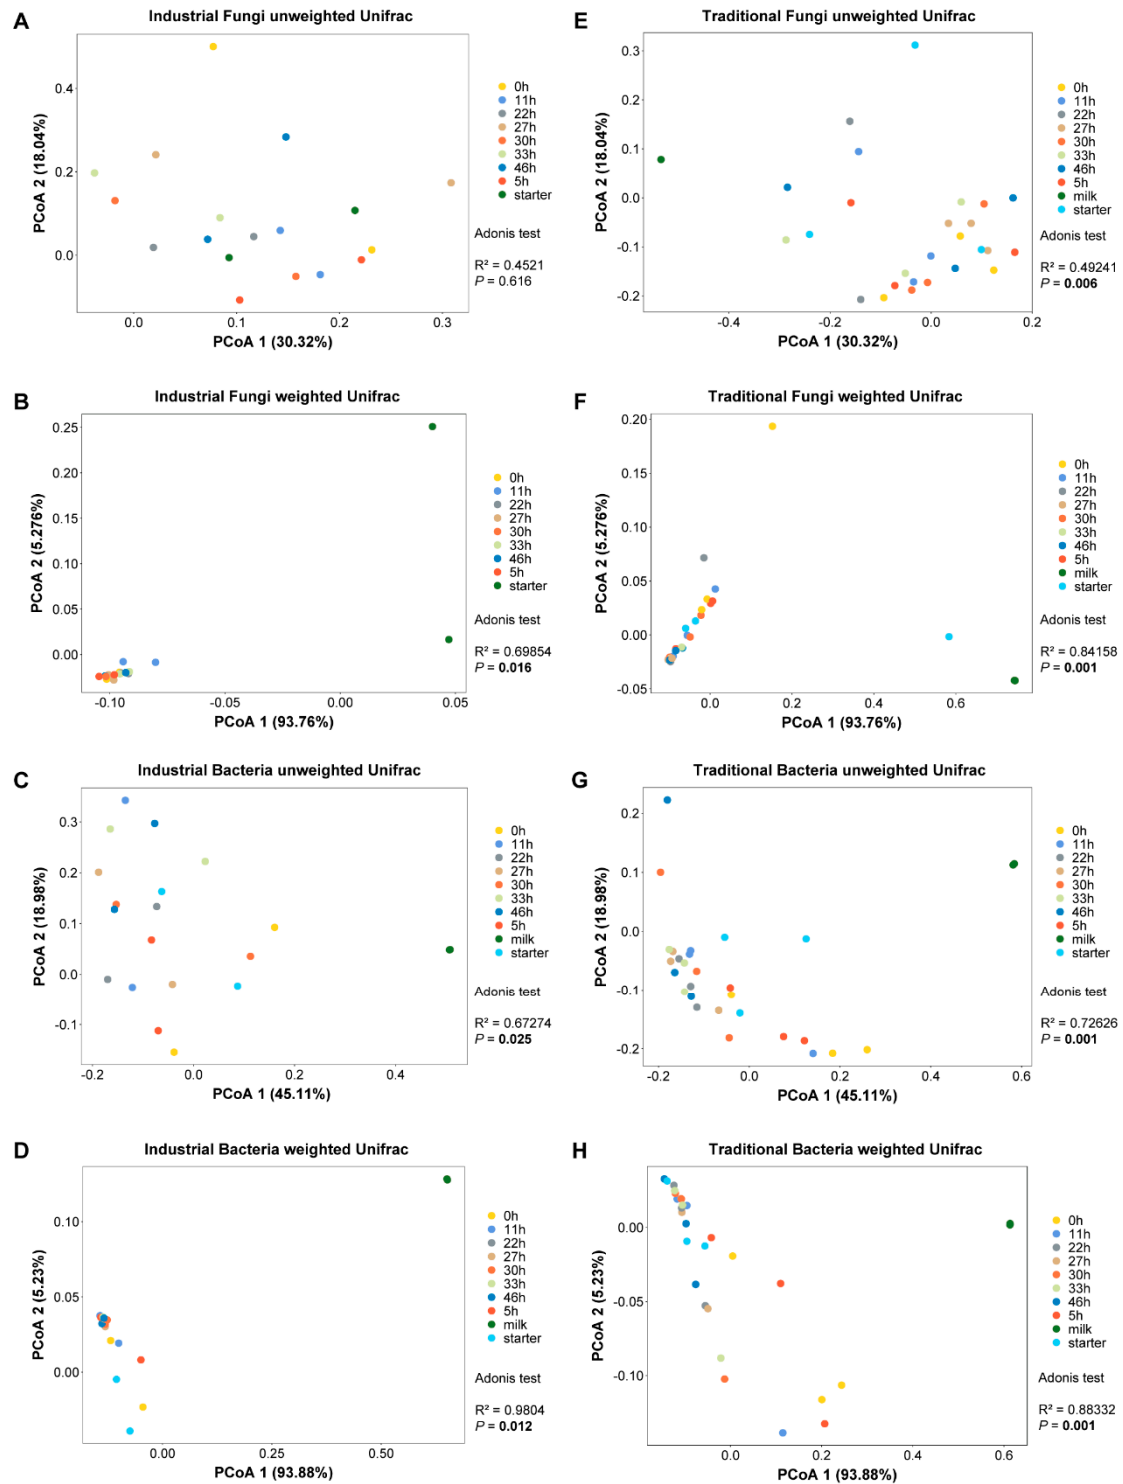 A
Industrial Fungi unweighted Unifrac
PCoA 2 (18.04%)
0.4
0.2
0.0
0.0
0.1
0.2
0.3
PCoA 1 (30.32%)
0h
11h
22h
27h
30h
33h
46h
5h
starter
Adonis test
R² = 0.4521
P = 0.616
E
Traditional Fungi unweighted Unifrac
PCoA 2 (18.04%)
0.3
0.2
0.1
0.0
-0.1
-0.2
-0.4
-0.2
0.0
0.2
PCoA 1 (30.32%)
0h
11h
22h
27h
30h
33h
46h
5h
milk
starter
Adonis test
R² = 0.49241
P = 0.006
B
Industrial Fungi weighted Unifrac
PCoA 2 (5.276%)
0.25
0.20
0.15
0.10
0.05
0.00
-0.10
-0.05
0.00
0.05
PCoA 1 (93.76%)
0h
11h
22h
27h
30h
33h
46h
5h
starter
Adonis test
R² = 0.69854
P = 0.016
F
Traditional Fungi weighted Unifrac
PCoA 2 (5.276%)
0.20
0.15
0.10
0.05
0.00
-0.05
0.0
0.2
0.4
0.6
PCoA 1 (93.76%)
0h
11h
22h
27h
30h
33h
46h
5h
milk
starter
Adonis test
R² = 0.84158
P = 0.001
C
Industrial Bacteria unweighted Unifrac
PCoA 2 (18.98%)
0.3
0.2
0.1
0.0
-0.1
-0.2
0.0
0.2
0.4
PCoA 1 (45.11%)
0h
11h
22h
27h
30h
33h
46h
5h
milk
starter
Adonis test
R² = 0.67274
P = 0.025
G
Traditional Bacteria unweighted Unifrac
PCoA 2 (18.98%)
0.2
0.1
0.0
-0.1
-0.2
-0.2
0.0
0.2
0.4
0.6
PCoA 1 (45.11%)
0h
11h
22h
27h
30h
33h
46h
5h
milk
starter
Adonis test
R² = 0.72626
P = 0.001
D
Industrial Bacteria weighted Unifrac
PCoA 2 (5.23%)
0.10
0.05
0.00
0.00
0.25
0.50
PCoA 1 (93.88%)
0h
11h
22h
27h
30h
33h
46h
5h
milk
starter
Adonis test
R² = 0.9804
P = 0.012
H
Traditional Bacteria weighted Unifrac
PCoA 2 (5.23%)
0.00
-0.05
-0.10
0.0
0.2
0.4
0.6
PCoA 1 (93.88%)
0h
11h
22h
27h
30h
33h
46h
5h
milk
starter
Adonis test
R² = 0.88332
P = 0.001